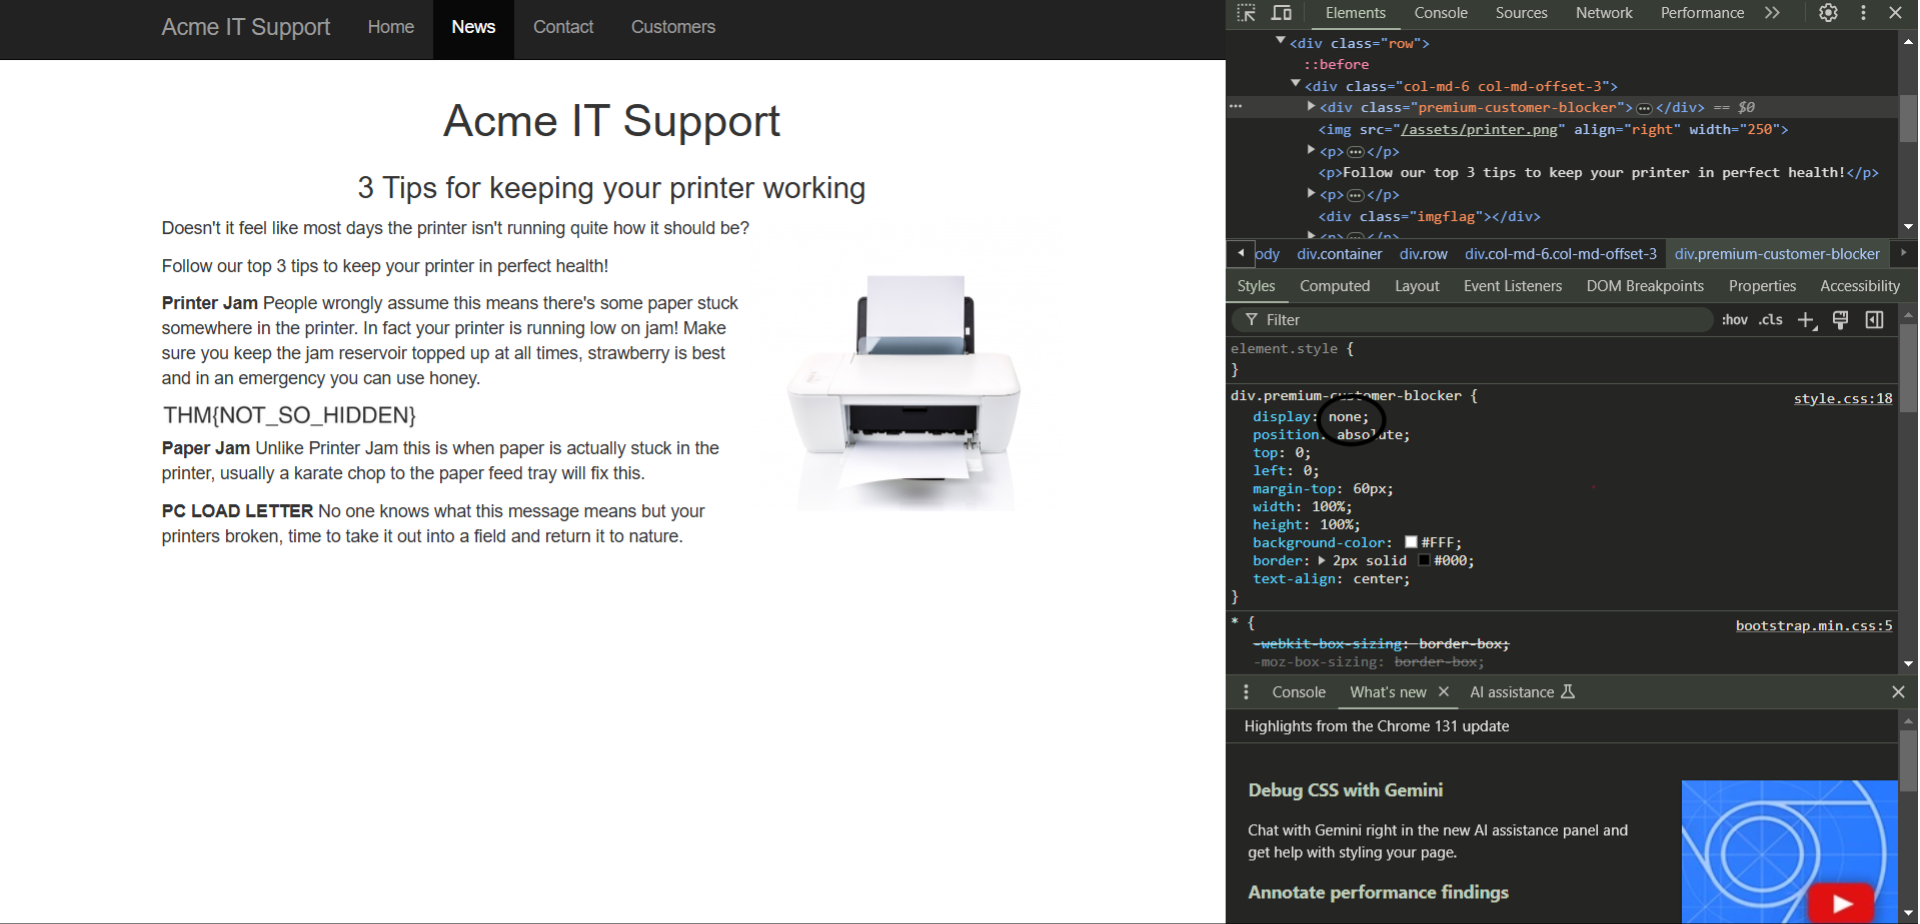 Acme IT Support Home News Contact Customers
Acme IT Support
3 Tips for keeping your printer working
Doesn't it feel like most days the printer isn't running quite how it should be?
Follow our top 3 tips to keep your printer in perfect health!
Printer Jam People wrongly assume this means there's some paper stuck
somewhere in the printer. In fact your printer is running low on jam! Make
sure you keep the jam reservoir topped up at all times, strawberry is best
and in an emergency you can use honey.
THM{NOT_SO_HIDDEN}
Paper Jam Unlike Printer Jam this is when paper is actually stuck in the
printer, usually a karate chop to the paper feed tray will fix this.
PC LOAD LETTER No one knows what this message means but your
printers broken, time to take it out into a field and return it to nature.
Elements Console Sources Network Performance
<div class="row">
::before
<div class="col-md-6 col-md-offset-3">
<div class="premium-customer-blocker"> … </div> == $0
<img src="/assets/printer.png" align="right" width="250">
<p> … </p>
<p>Follow our top 3 tips to keep your printer in perfect health!</p>
<p> … </p>
<div class="imgflag"></div>
<p> … </p>
ody div.container div.row div.col-md-6.col-md-offset-3 div.premium-customer-blocker
Styles Computed Layout Event Listeners DOM Breakpoints Properties Accessibility
Filter :hov .cls
element.style {
}
div.premium-customer-blocker { style.css:18
display: none;
position: absolute;
top: 0;
left: 0;
margin-top: 60px;
width: 100%;
height: 100%;
background-color: #FFF;
border: 2px solid #000;
text-align: center;
}
* { bootstrap.min.css:5
-webkit-box-sizing: border-box;
-moz-box-sizing: border-box;
Console What's new AI assistance
Highlights from the Chrome 131 update
Debug CSS with Gemini
Chat with Gemini right in the new AI assistance panel and
get help with styling your page.
Annotate performance findings